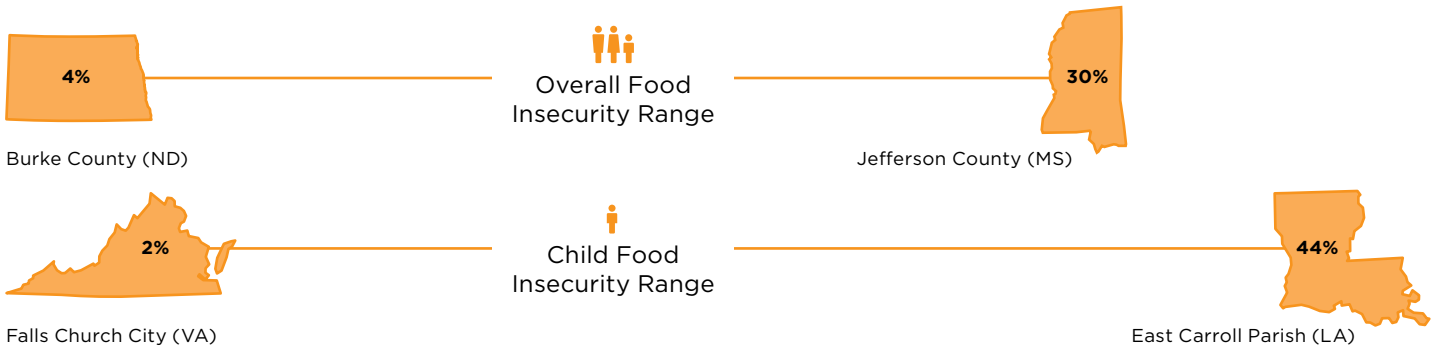 4%
Overall Food
Insecurity Range
30%
Burke County (ND)
Jefferson County (MS)
2%
Child Food
Insecurity Range
44%
Falls Church City (VA)
East Carroll Parish (LA)